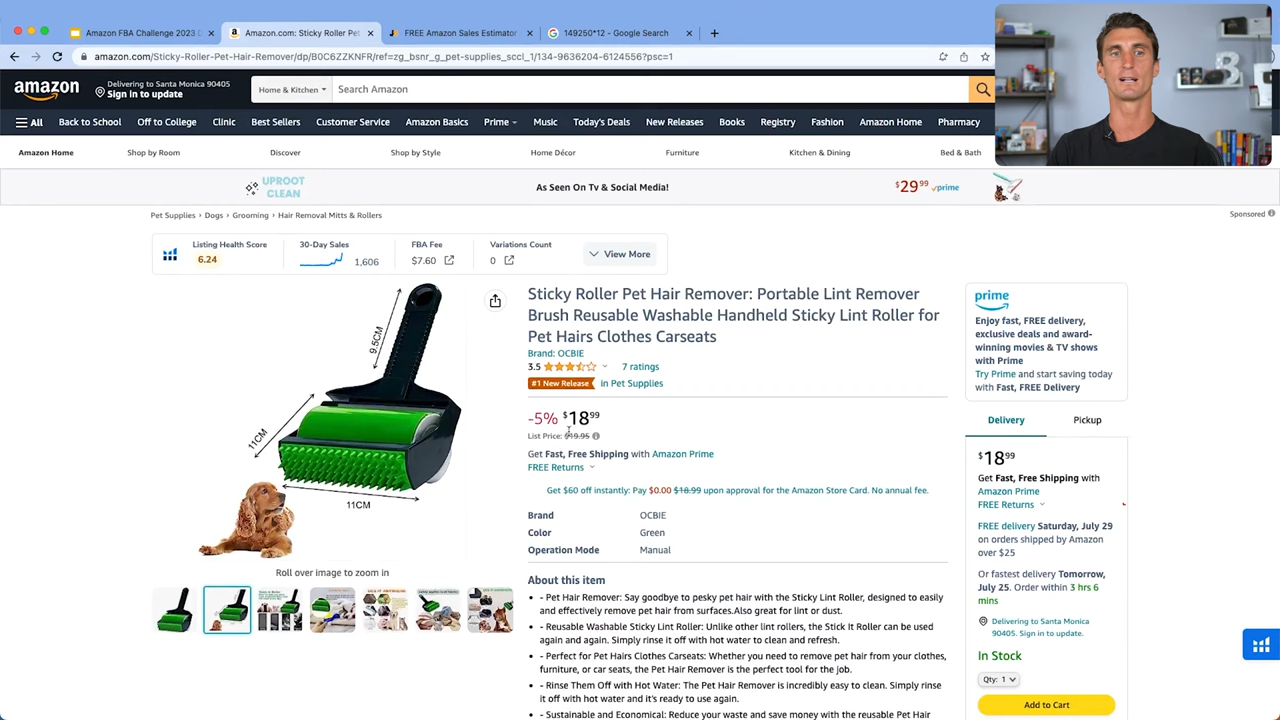 Amazon FBA Challenge 2023 D
Amazon.com: Sticky Roller Pet
FREE Amazon Sales Estimator
149250*12 - Google Search
amazon.com/Sticky-Roller-Pet-Hair-Remover/dp/B0C6ZZKNFR/ref=zg_bsnr_g_pet-supplies_sccl_1/134-9636204-6124556?psc=1
amazon
Delivering to Santa Monica 90405
Sign in to update
Home & Kitchen
Search Amazon
All
Back to School
Off to College
Clinic
Best Sellers
Customer Service
Amazon Basics
Prime
Music
Today's Deals
New Releases
Books
Registry
Fashion
Amazon Home
Pharmacy
Amazon Home
Shop by Room
Discover
Shop by Style
Home Décor
Furniture
Kitchen & Dining
Bed & Bath
UPROOT
CLEAN
As Seen On Tv & Social Media!
$29 99 prime
Pet Supplies › Dogs › Grooming › Hair Removal Mitts & Rollers
Sponsored
Listing Health Score
6.24
30-Day Sales
1,606
FBA Fee
$7.60
Variations Count
0
View More
9.5CM
11CM
11CM
Roll over image to zoom in
Sticky Roller Pet Hair Remover: Portable Lint Remover
Brush Reusable Washable Handheld Sticky Lint Roller for
Pet Hairs Clothes Carseats
Brand: OCBIE
3.5
7 ratings
#1 New Release in Pet Supplies
-5% $18 99
List Price: $19.95
Get Fast, Free Shipping with Amazon Prime
FREE Returns
Get $60 off instantly: Pay $0.00 $18.99 upon approval for the Amazon Store Card. No annual fee.
Brand OCBIE
Color Green
Operation Mode Manual
About this item
- Pet Hair Remover: Say goodbye to pesky pet hair with the Sticky Lint Roller, designed to easily
and effectively remove pet hair from surfaces.Also great for lint or dust.
- Reusable Washable Sticky Lint Roller: Unlike other lint rollers, the Stick It Roller can be used
again and again. Simply rinse it off with hot water to clean and refresh.
- Perfect for Pet Hairs Clothes Carseats: Whether you need to remove pet hair from your clothes,
furniture, or car seats, the Pet Hair Remover is the perfect tool for the job.
- Rinse Them Off with Hot Water: The Pet Hair Remover is incredibly easy to clean. Simply rinse
it off with hot water and it's ready to use again.
- Sustainable and Economical: Reduce your waste and save money with the reusable Pet Hair
prime
Enjoy fast, FREE delivery,
exclusive deals and award-
winning movies & TV shows
with Prime
Try Prime and start saving today
with Fast, FREE Delivery
Delivery
Pickup
$18 99
Get Fast, Free Shipping with
Amazon Prime
FREE Returns
FREE delivery Saturday, July 29
on orders shipped by Amazon
over $25
Or fastest delivery Tomorrow,
July 25. Order within 3 hrs 6
mins
Delivering to Santa Monica
90405. Sign in to update.
In Stock
Qty: 1
Add to Cart